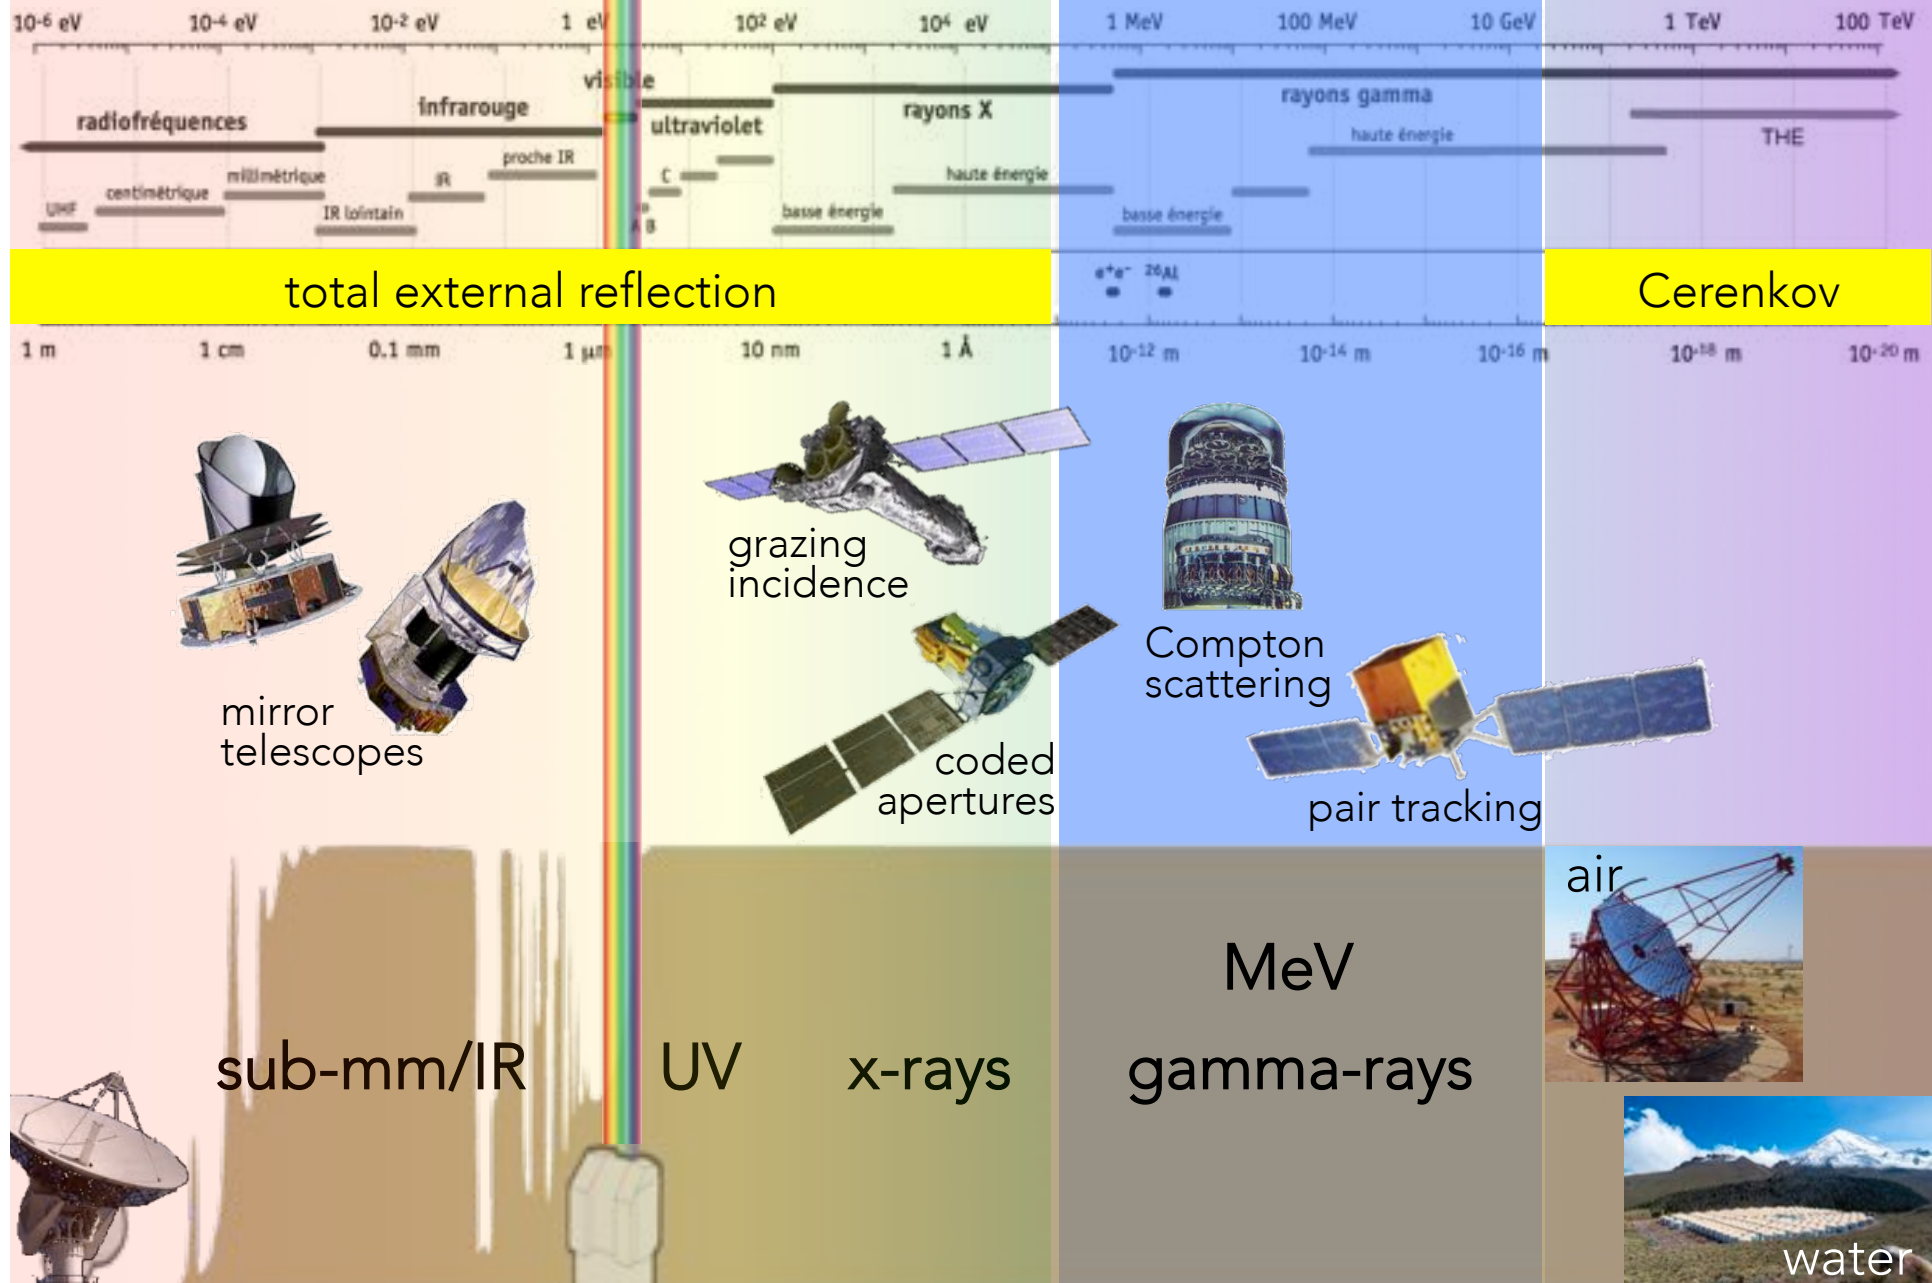 10-6 eV 10-4 eV 10-2 eV 1 eV 10² eV 10⁴ eV 1 MeV 100 MeV 10 GeV 1 TeV 100 TeV
visible
infrarouge
rayons X
rayons gamma
radiofréquences
ultraviolet
haute énergie
THE
proche IR
millimétrique
IR
C
haute énergie
centimétrique
UHF
IR lointain
A B
basse énergie
basse énergie
total external reflection
e⁺e⁻ ²⁶Al
Cerenkov
1 m 1 cm 0.1 mm 1 µm 10 nm 1 Å 10-12 m 10-14 m 10-16 m 10-18 m 10-20 m
grazing
incidence
Compton
scattering
mirror
telescopes
coded
apertures
pair tracking
air
MeV
sub-mm/IR UV x-rays gamma-rays
water